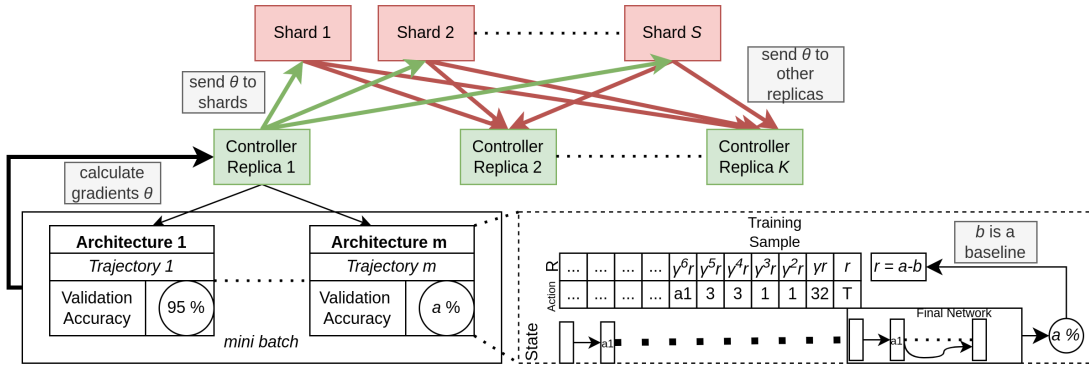 Shard 1
Shard 2
Shard S
send θ to
shards
send θ to
other
replicas
Controller
Replica 1
Controller
Replica 2
Controller
Replica K
calculate
gradients θ
Architecture 1
Trajectory 1
Validation
Accuracy
95 %
Architecture m
Trajectory m
Validation
Accuracy
a %
mini batch
Training
Sample
b is a
baseline
R
... ... ... ... γ⁶r γ⁵r γ⁴r γ³r γ²r γr r
r = a-b
Action
... ... ... ... a1 3 3 1 1 32 T
State
a1
Final Network
a1
a %